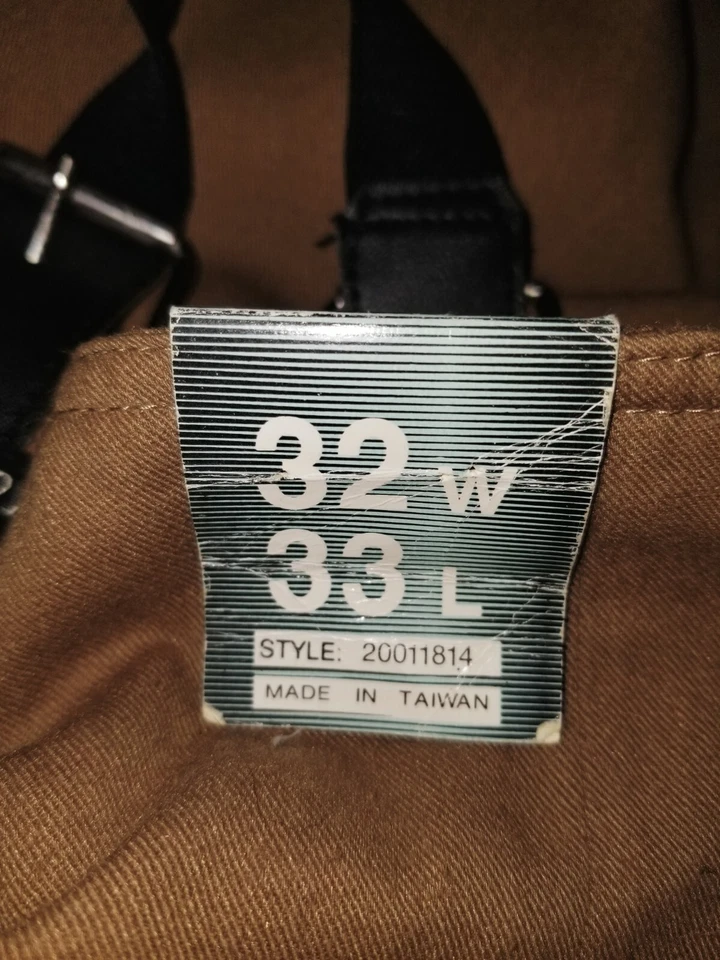 32 W
33 L
STYLE: 20011814
MADE IN TAIWAN